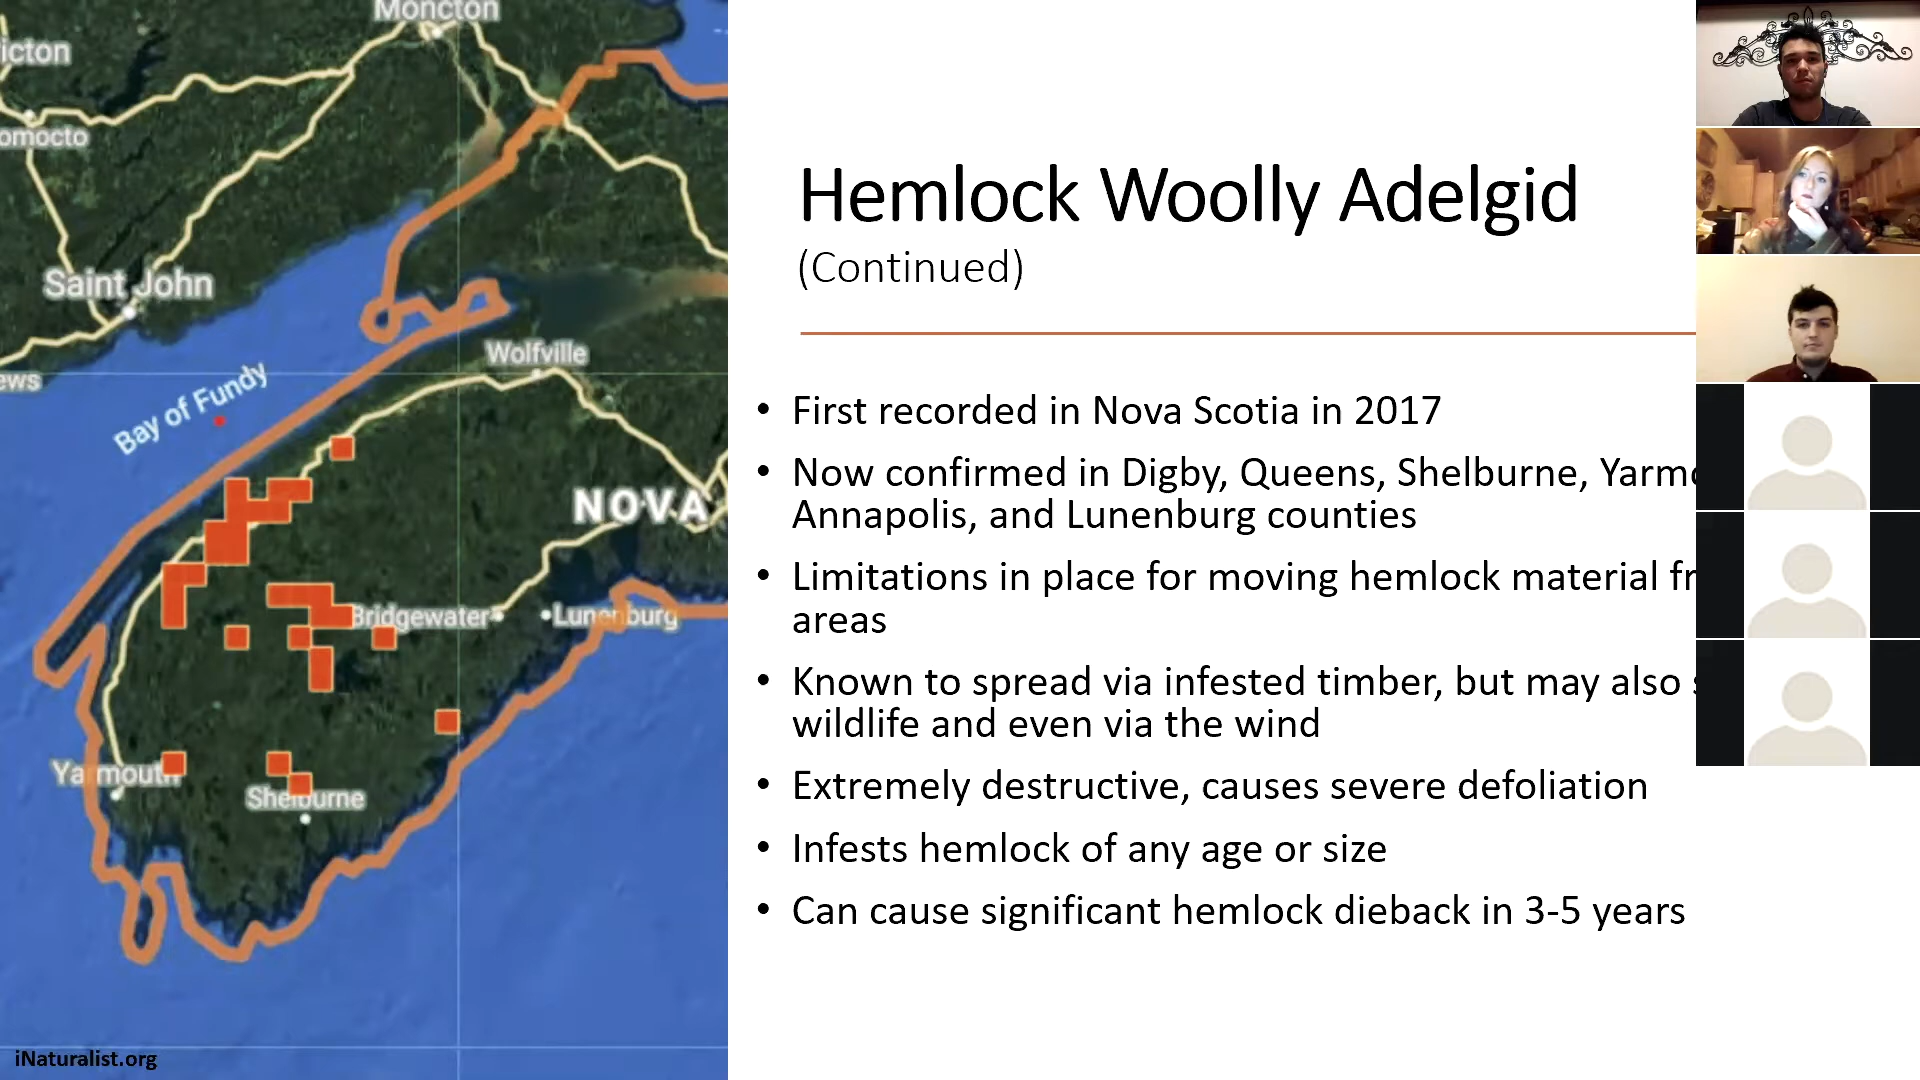 Moncton
icton
omocto
Saint John
ews
Bay of Fundy
Wolfville
NOVA
Bridgewater
Lunenburg
Yarmouth
Shelburne
iNaturalist.org
Hemlock Woolly Adelgid
(Continued)
• First recorded in Nova Scotia in 2017
• Now confirmed in Digby, Queens, Shelburne, Yarmo
Annapolis, and Lunenburg counties
• Limitations in place for moving hemlock material fr
areas
• Known to spread via infested timber, but may also s
wildlife and even via the wind
• Extremely destructive, causes severe defoliation
• Infests hemlock of any age or size
• Can cause significant hemlock dieback in 3-5 years